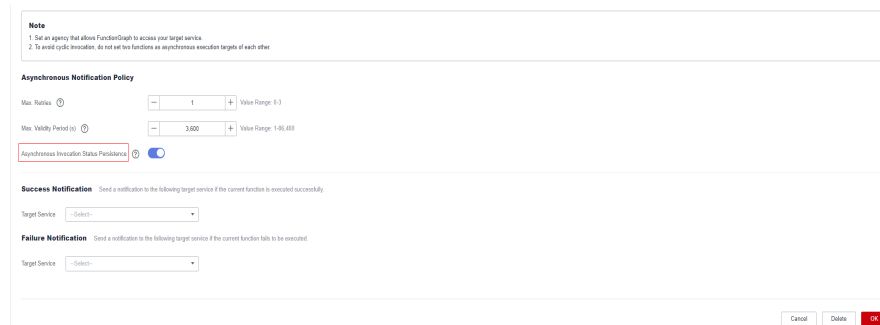 Note
1. Set an agency that allows FunctionGraph to access your target service.
2. To avoid cyclic invocation, do not set two functions as asynchronous execution targets of each other.
Asynchronous Notification Policy
Max. Retries ? − 1 + Value Range: 0-3
Max. Validity Period (s) ? − 3,600 + Value Range: 1-86,400
Asynchronous Invocation Status Persistence ?
Success Notification Send a notification to the following target service if the current function is executed successfully.
Target Service --Select--
Failure Notification Send a notification to the following target service if the current function fails to be executed.
Target Service --Select--
Cancel Delete OK